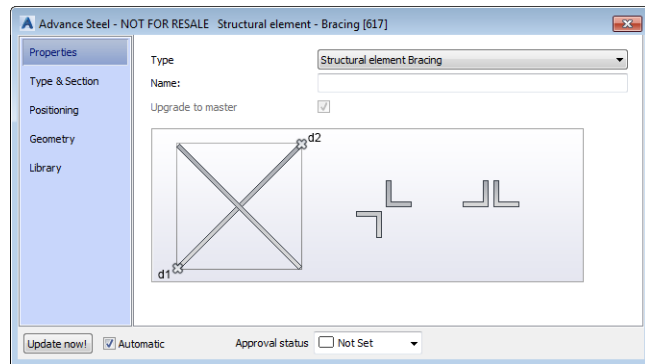 Advance Steel - NOT FOR RESALE Structural element - Bracing [617]
Properties
Type & Section
Positioning
Geometry
Library
Type
Structural element Bracing
Name:
Upgrade to master
d2
d1
Update now!
Automatic
Approval status
Not Set